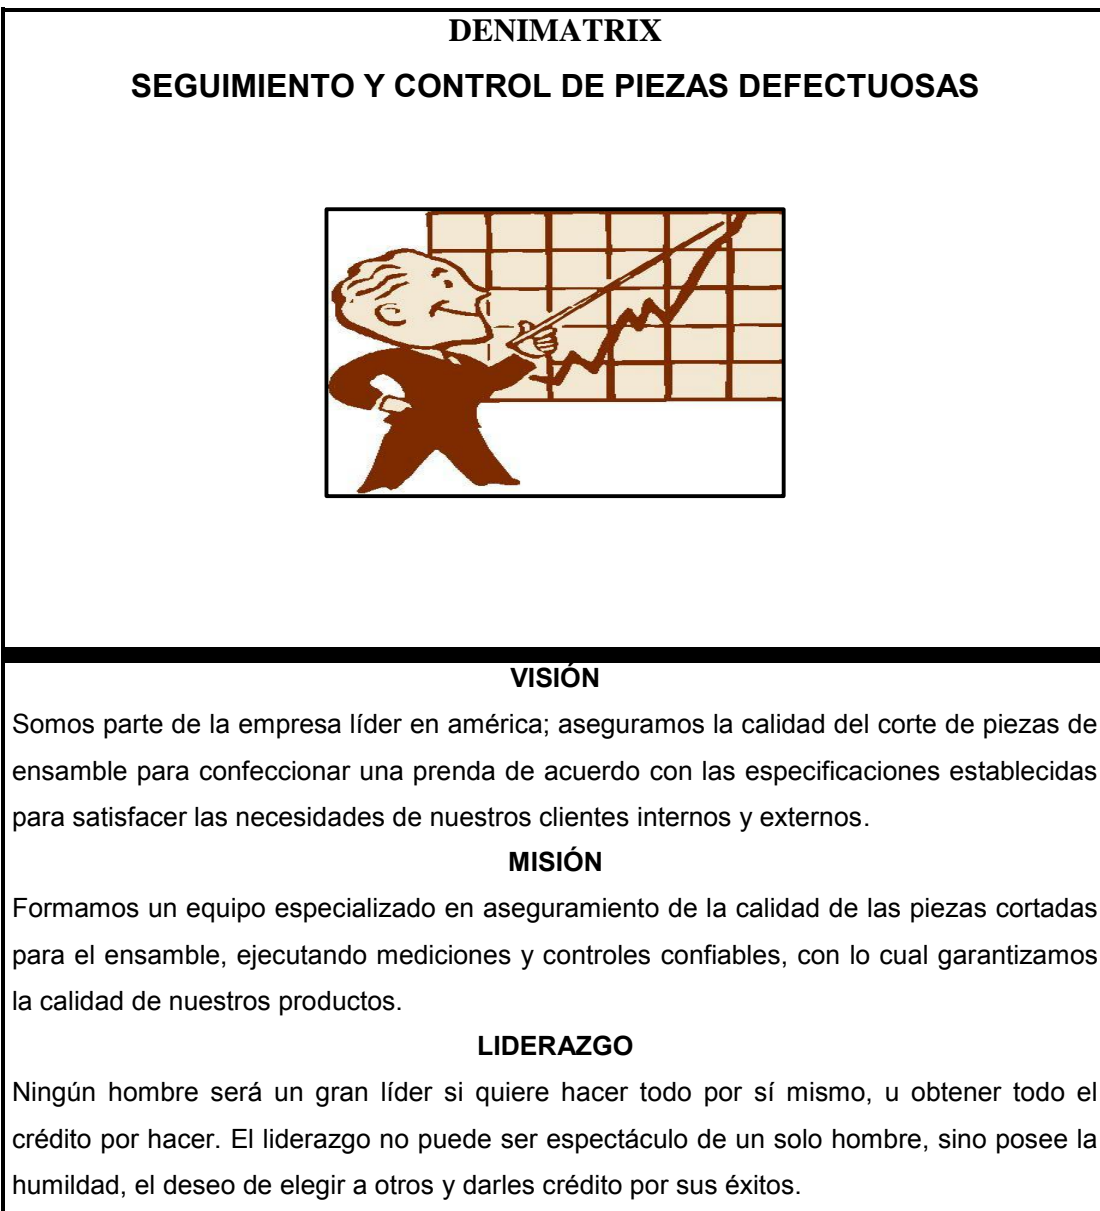 DENIMATRIX
SEGUIMIENTO Y CONTROL DE PIEZAS DEFECTUOSAS
VISIÓN
Somos parte de la empresa líder en américa; aseguramos la calidad del corte de piezas de
ensamble para confeccionar una prenda de acuerdo con las especificaciones establecidas
para satisfacer las necesidades de nuestros clientes internos y externos.
MISIÓN
Formamos un equipo especializado en aseguramiento de la calidad de las piezas cortadas
para el ensamble, ejecutando mediciones y controles confiables, con lo cual garantizamos
la calidad de nuestros productos.
LIDERAZGO
Ningún hombre será un gran líder si quiere hacer todo por sí mismo, u obtener todo el
crédito por hacer. El liderazgo no puede ser espectáculo de un solo hombre, sino posee la
humildad, el deseo de elegir a otros y darles crédito por sus éxitos.